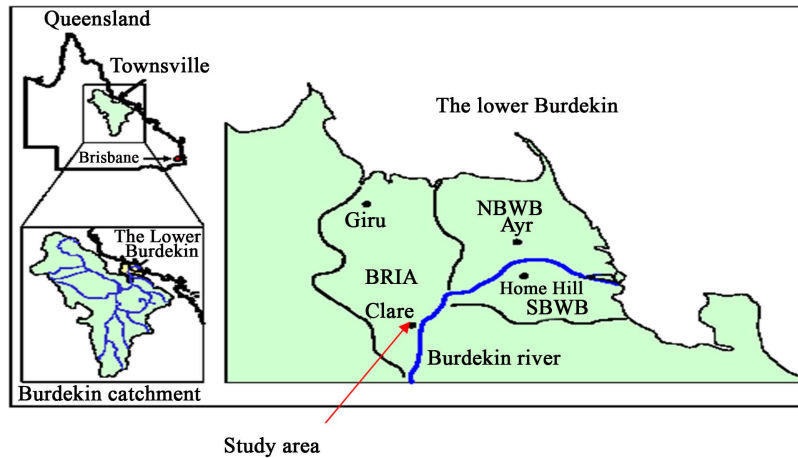 Queensland
Townsville
Brisbane
The Lower
Burdekin
Burdekin catchment
The lower Burdekin
Giru
NBWB
Ayr
BRIA
Home Hill
SBWB
Clare
Burdekin river
Study area